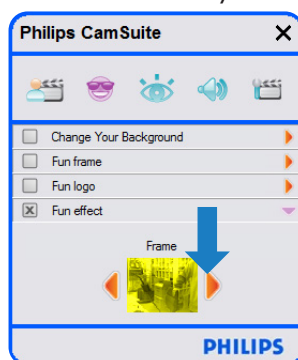 Philips CamSuite
Change Your Background
Fun frame
Fun logo
Fun effect
Frame
PHILIPS